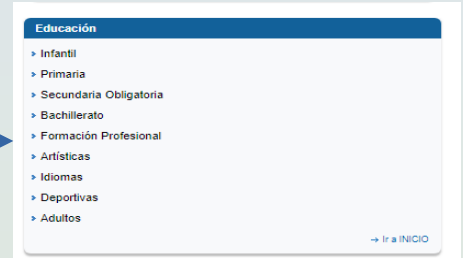 Educación
Infantil
Primaria
Secundaria Obligatoria
Bachillerato
Formación Profesional
Artísticas
Idiomas
Deportivas
Adultos
→ Ir a INICIO